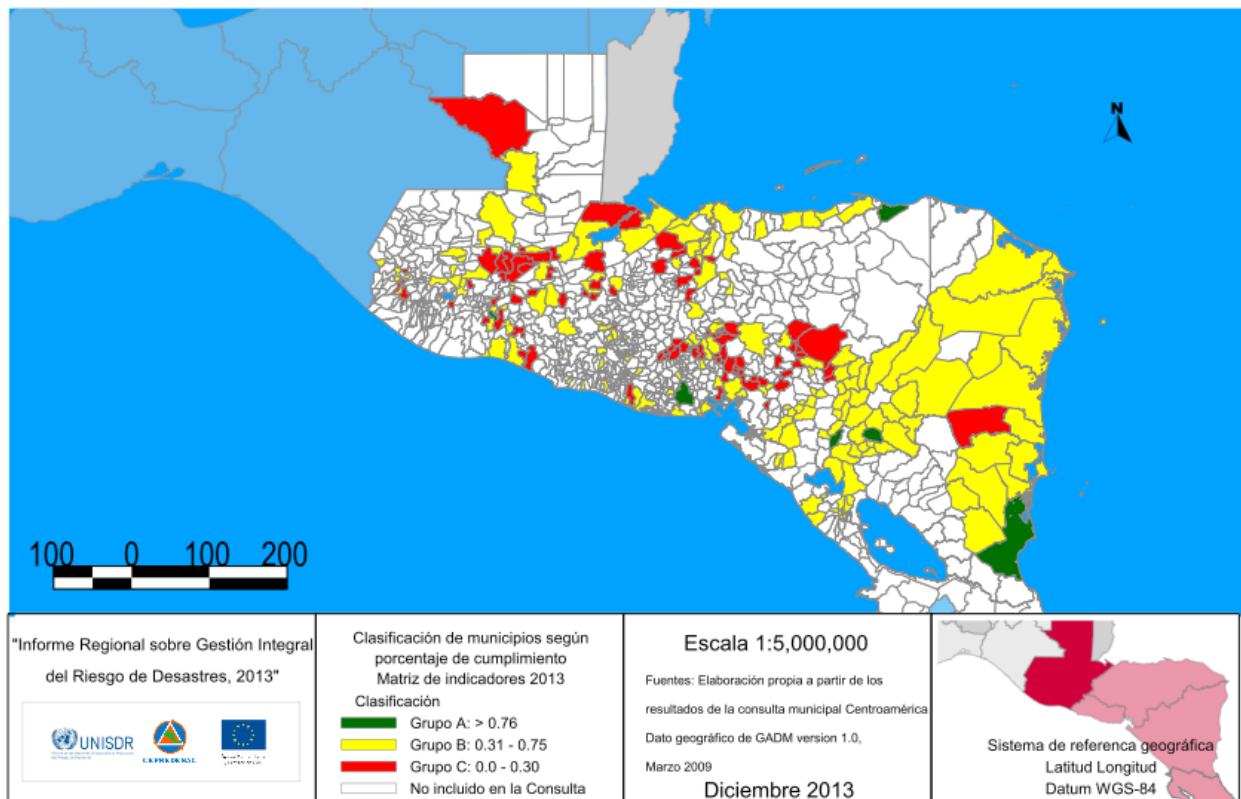 N
100 0 100 200
"Informe Regional sobre Gestión Integral
del Riesgo de Desastres, 2013"
UNISDR
CEPREDENAC
Clasificación de municipios según
porcentaje de cumplimiento
Matriz de indicadores 2013
Clasificación
Grupo A: > 0.76
Grupo B: 0.31 - 0.75
Grupo C: 0.0 - 0.30
No incluido en la Consulta
Escala 1:5,000,000
Fuentes: Elaboración propia a partir de los
resultados de la consulta municipal Centroamérica
Dato geográfico de GADM version 1.0,
Marzo 2009
Diciembre 2013
Sistema de referenca geográfica
Latitud Longitud
Datum WGS-84